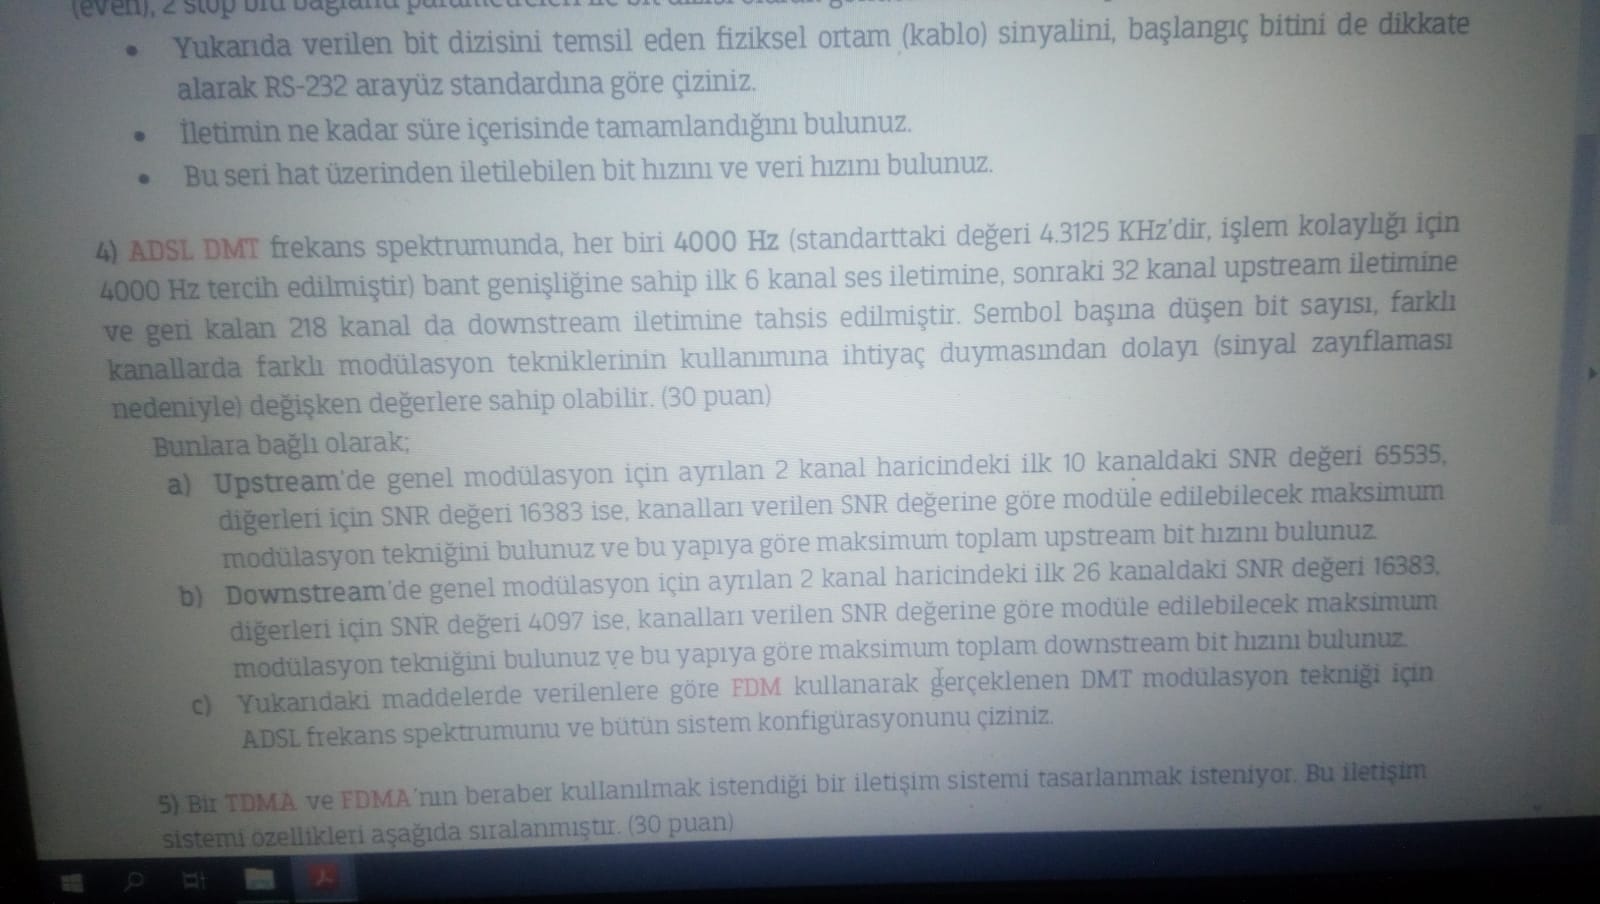 (even), 2 stop
• Yukarıda verilen bit dizisini temsil eden fiziksel ortam (kablo) sinyalini, başlangıç bitini de dikkate
alarak RS-232 arayüz standardına göre çiziniz.
• İletimin ne kadar süre içerisinde tamamlandığını bulunuz.
• Bu seri hat üzerinden iletilebilen bit hızını ve veri hızını bulunuz.
4) ADSL DMT frekans spektrumunda, her biri 4000 Hz (standarttaki değeri 4.3125 KHz'dir, işlem kolaylığı için
4000 Hz tercih edilmiştir) bant genişliğine sahip ilk 6 kanal ses iletimine, sonraki 32 kanal upstream iletimine
ve geri kalan 218 kanal da downstream iletimine tahsis edilmiştir. Sembol başına düşen bit sayısı, farklı
kanallarda farklı modülasyon tekniklerinin kullanımına ihtiyaç duymasından dolayı (sinyal zayıflaması
nedeniyle) değişken değerlere sahip olabilir. (30 puan)
Bunlara bağlı olarak;
a) Upstream'de genel modülasyon için ayrılan 2 kanal haricindeki ilk 10 kanaldaki SNR değeri 65535,
diğerleri için SNR değeri 16383 ise, kanalları verilen SNR değerine göre modüle edilebilecek maksimum
modülasyon tekniğini bulunuz ve bu yapıya göre maksimum toplam upstream bit hızını bulunuz.
b) Downstream'de genel modülasyon için ayrılan 2 kanal haricindeki ilk 26 kanaldaki SNR değeri 16383,
diğerleri için SNR değeri 4097 ise, kanalları verilen SNR değerine göre modüle edilebilecek maksimum
modülasyon tekniğini bulunuz ve bu yapıya göre maksimum toplam downstream bit hızını bulunuz.
c) Yukarıdaki maddelerde verilenlere göre FDM kullanarak gerçeklenen DMT modülasyon tekniği için
ADSL frekans spektrumunu ve bütün sistem konfigürasyonunu çiziniz.
5) Bir TDMA ve FDMA'nın beraber kullanılmak istendiği bir iletişim sistemi tasarlanmak isteniyor. Bu iletişim
sistemi özellikleri aşağıda sıralanmıştır. (30 puan)